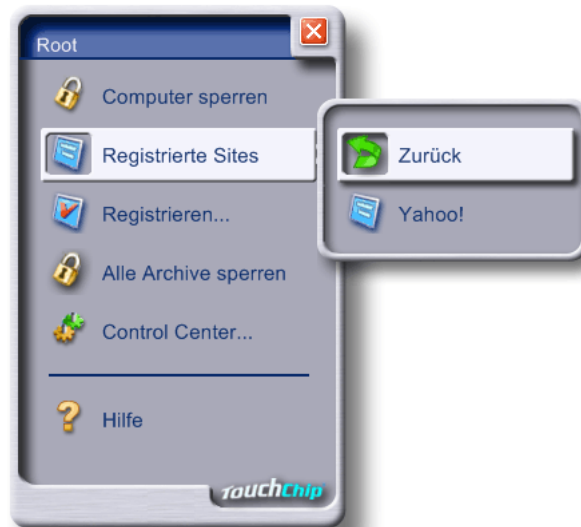 Root
Computer sperren
Registrierte Sites
Zurück
Registrieren...
Yahoo!
Alle Archive sperren
Control Center...
Hilfe
TouchChip